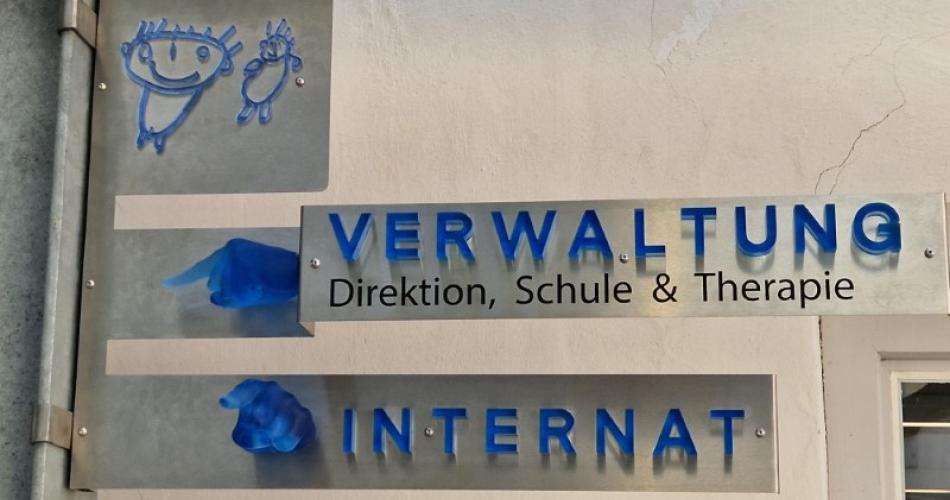 VERWALTUNG
Direktion, Schule & Therapie
INTERNAT